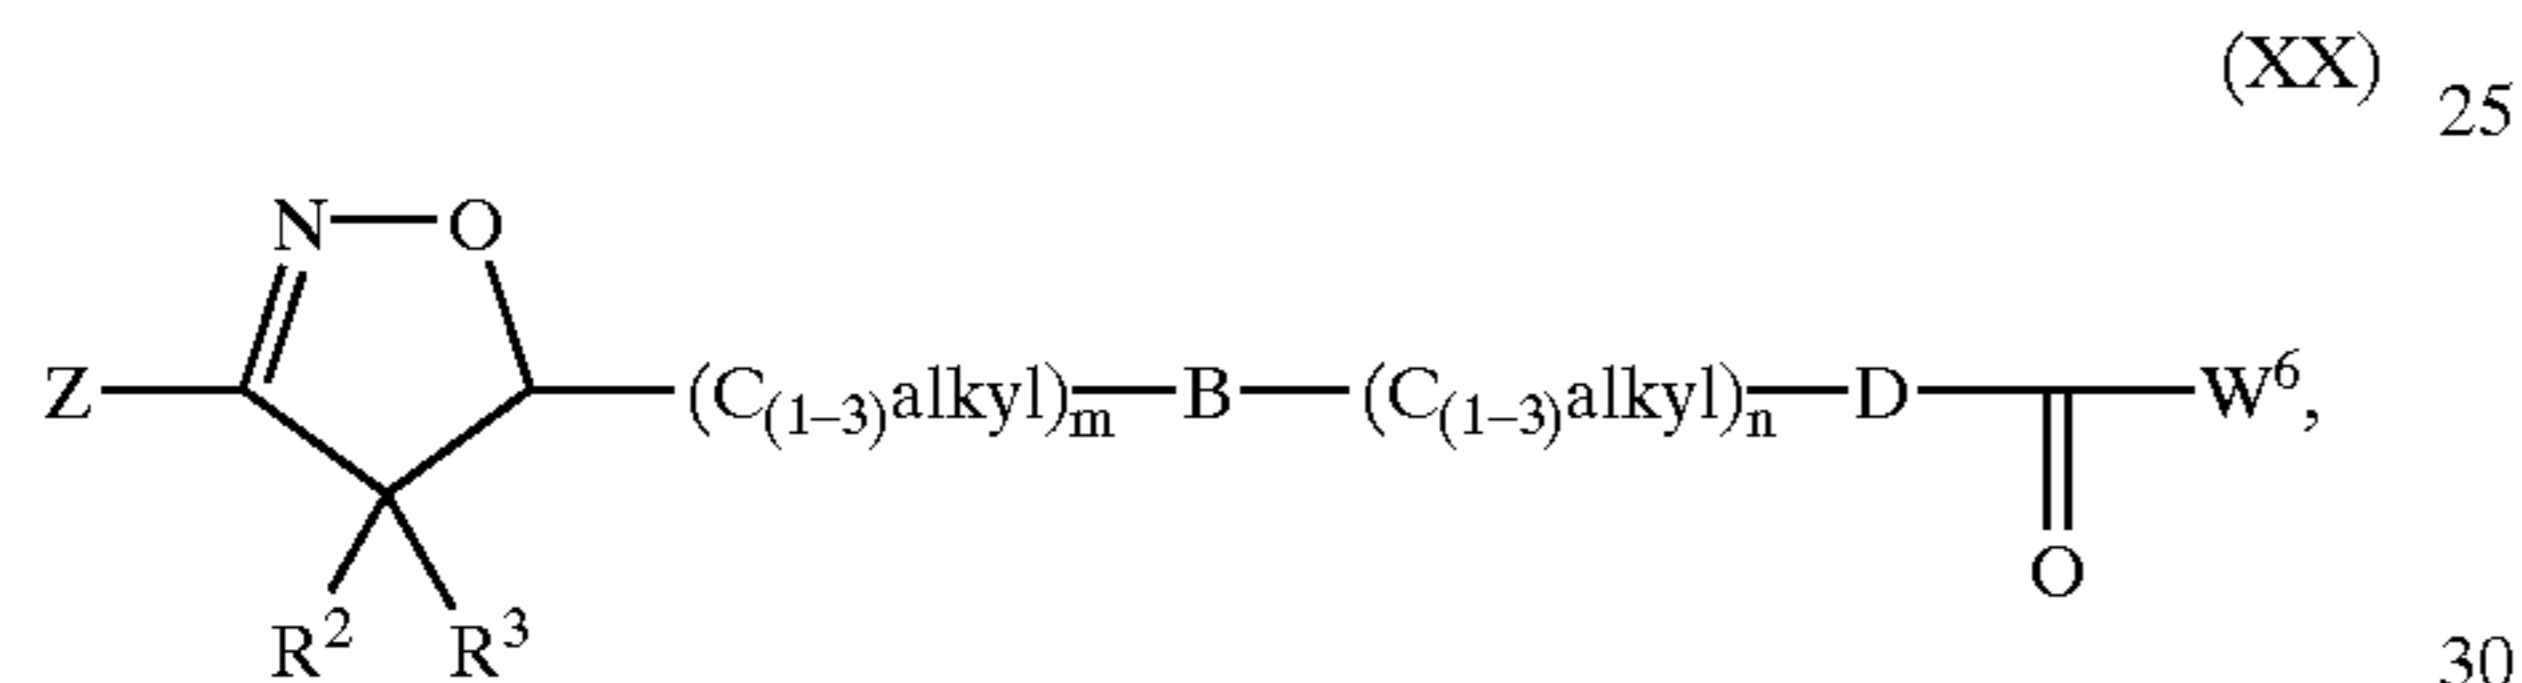 (XX) 25
N O
Z (C(1–3)alkyl)m B (C(1–3)alkyl)n D W6,
O
R2 R3 30